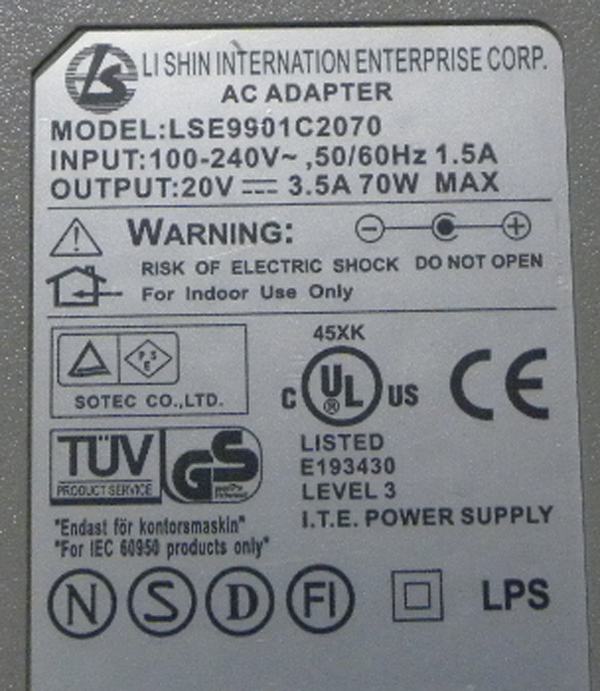 LS LI SHIN INTERNATION ENTERPRISE CORP.
AC ADAPTER
MODEL:LSE9901C2070
INPUT:100-240V~ ,50/60Hz 1.5A
OUTPUT:20V ⎓ 3.5A 70W MAX
WARNING:
RISK OF ELECTRIC SHOCK DO NOT OPEN
For Indoor Use Only
PSE
SOTEC CO.,LTD.
45XK
C UL ® US
CE
LISTED
E193430
LEVEL 3
I.T.E. POWER SUPPLY
TÜV
PRODUCT SERVICE
GS
"Endast för kontorsmaskin"
"For IEC 60950 products only"
N S D FI LPS